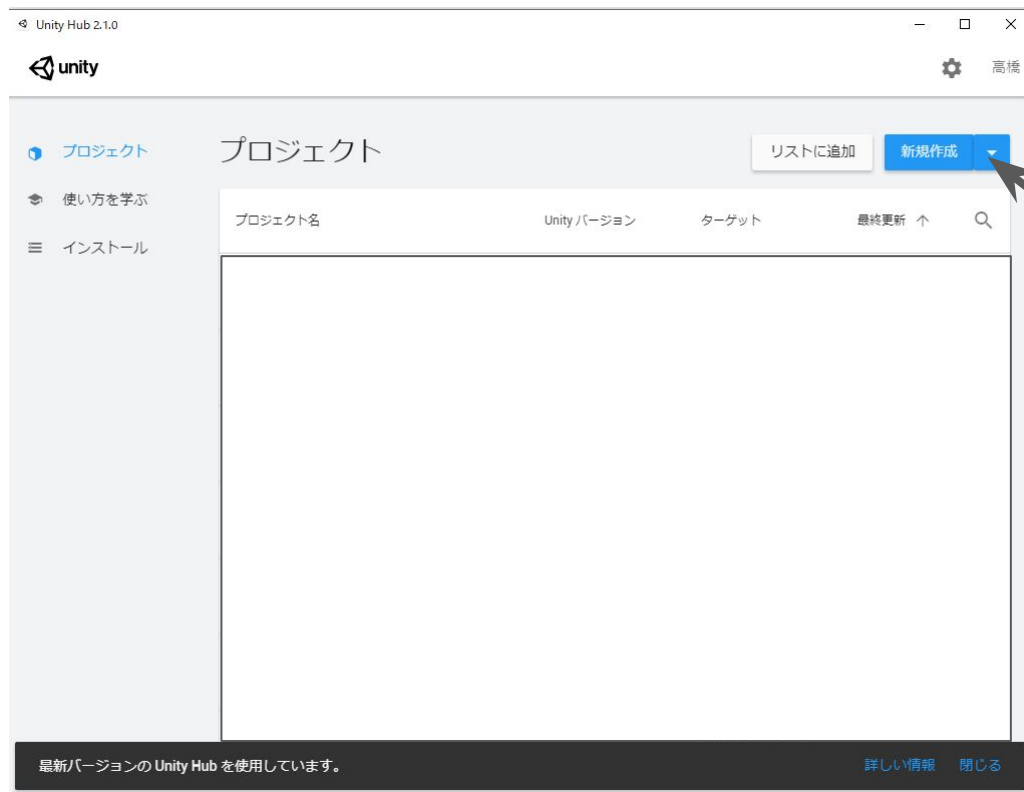 Unity Hub 2.1.0
unity
高橋
プロジェクト
使い方を学ぶ
インストール
プロジェクト
リストに追加
新規作成
プロジェクト名 Unity バージョン ターゲット 最終更新
最新バージョンの Unity Hub を使用しています。 詳しい情報 閉じる